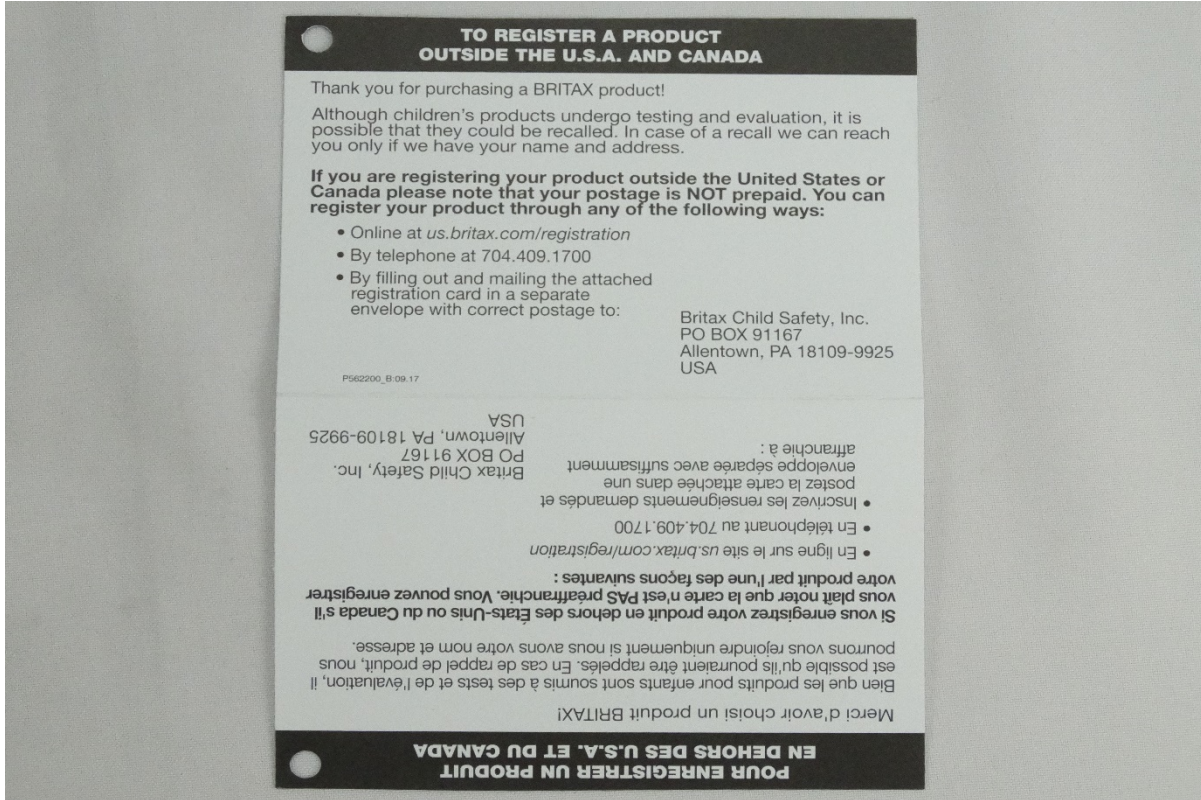 TO REGISTER A PRODUCT
OUTSIDE THE U.S.A. AND CANADA
Thank you for purchasing a BRITAX product!
Although children's products undergo testing and evaluation, it is
possible that they could be recalled. In case of a recall we can reach
you only if we have your name and address.
If you are registering your product outside the United States or
Canada please note that your postage is NOT prepaid. You can
register your product through any of the following ways:
• Online at us.britax.com/registration
• By telephone at 704.409.1700
• By filling out and mailing the attached
registration card in a separate
envelope with correct postage to:
Britax Child Safety, Inc.
PO BOX 91167
Allentown, PA 18109-9925
USA
P562200_B:09.17
POUR ENREGISTRER UN PRODUIT
EN DEHORS DES U.S.A. ET DU CANADA
Merci d'avoir choisi un produit BRITAX!
Bien que les produits pour enfants sont soumis à des tests et de l'évaluation, il
est possible qu'ils pourraient être rappelés. En cas de rappel de produit, nous
pourrons vous rejoindre uniquement si nous avons votre nom et adresse.
Si vous enregistrez votre produit en dehors des États-Unis ou du Canada s'il
vous plaît noter que la carte n'est PAS préaffranchie. Vous pouvez enregistrer
votre produit par l'une des façons suivantes :
• En ligne sur le site us.britax.com/registration
• En téléphonant au 704.409.1700
• Inscrivez les renseignements demandés et
postez la carte attachée dans une
enveloppe séparée avec suffisamment
affranchie à :
Britax Child Safety, Inc.
PO BOX 91167
Allentown, PA 18109-9925
USA